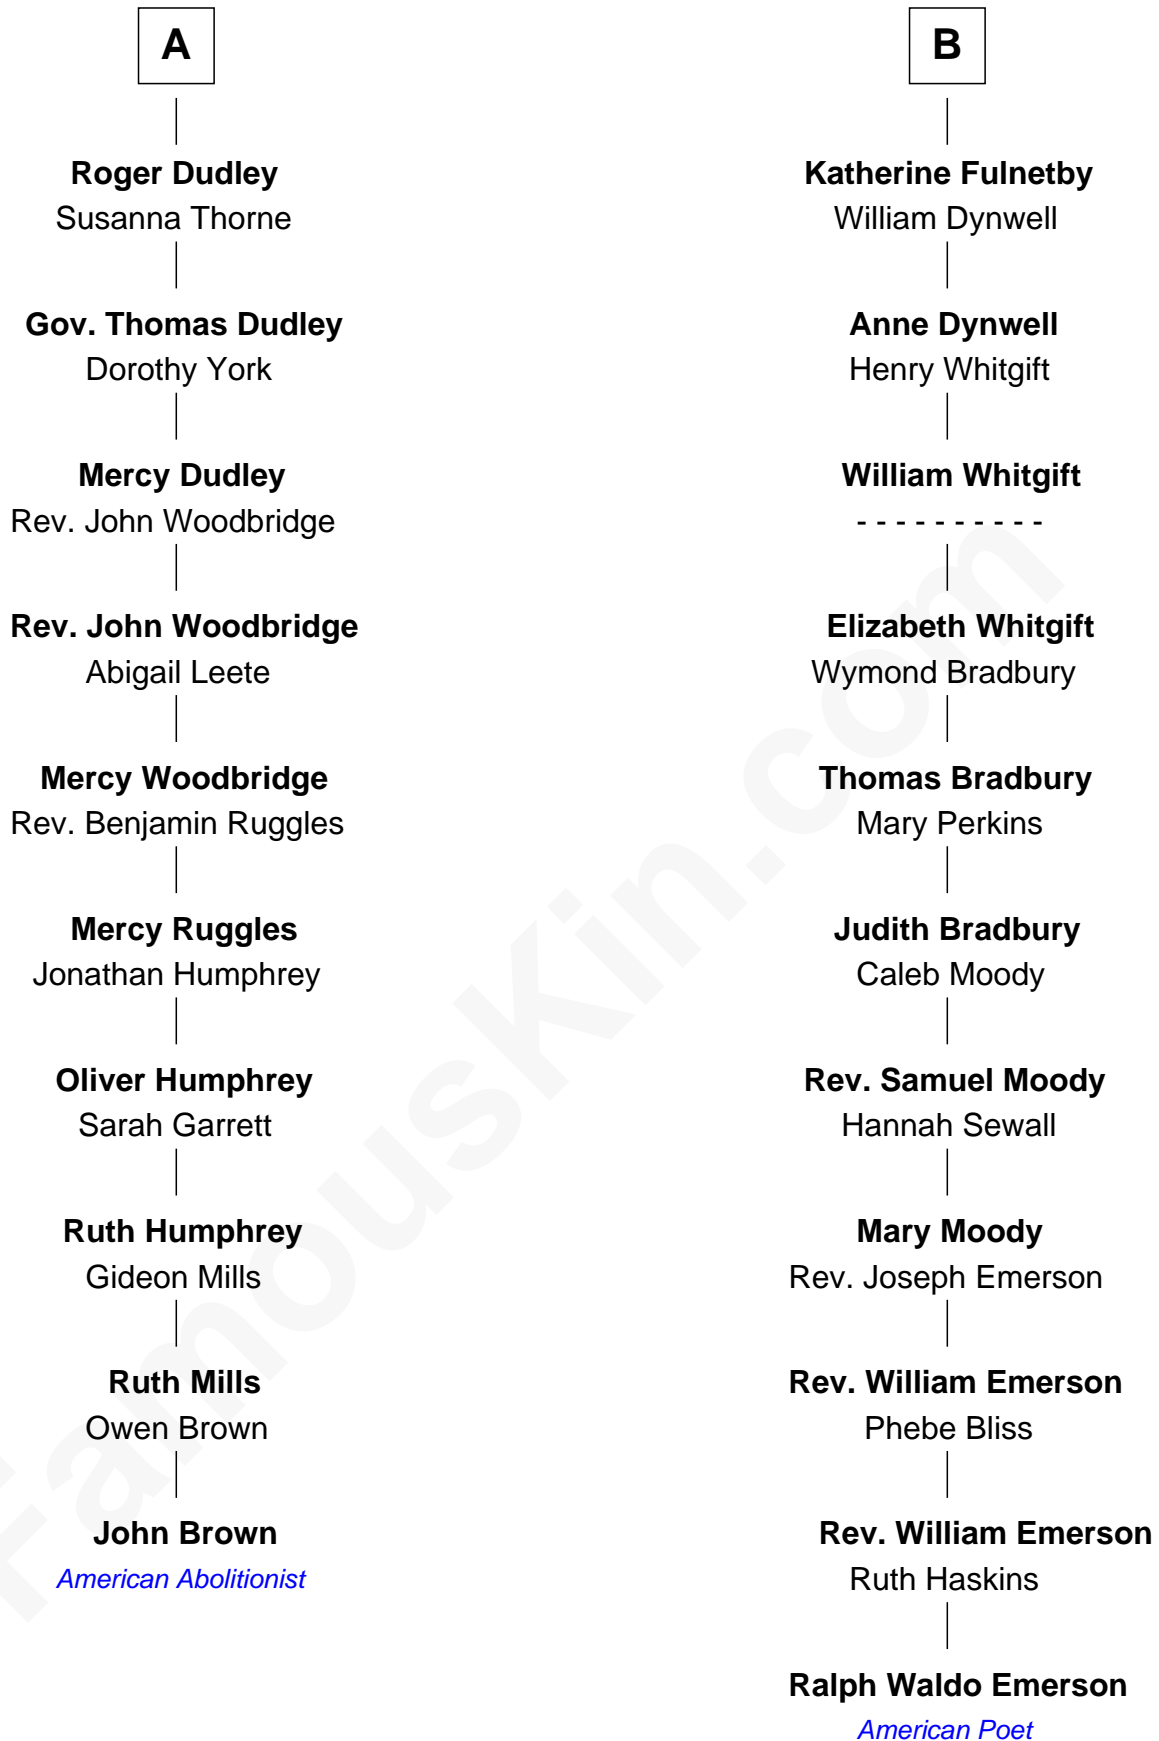 A
Roger Dudley
Susanna Thorne
Gov. Thomas Dudley
Dorothy York
Mercy Dudley
Rev. John Woodbridge
Rev. John Woodbridge
Abigail Leete
Mercy Woodbridge
Rev. Benjamin Ruggles
Mercy Ruggles
Jonathan Humphrey
Oliver Humphrey
Sarah Garrett
Ruth Humphrey
Gideon Mills
Ruth Mills
Owen Brown
John Brown
American Abolitionist
B
Katherine Fulnetby
William Dynwell
Anne Dynwell
Henry Whitgift
William Whitgift
- - - - - - - - - -
Elizabeth Whitgift
Wymond Bradbury
Thomas Bradbury
Mary Perkins
Judith Bradbury
Caleb Moody
Rev. Samuel Moody
Hannah Sewall
Mary Moody
Rev. Joseph Emerson
Rev. William Emerson
Phebe Bliss
Rev. William Emerson
Ruth Haskins
Ralph Waldo Emerson
American Poet
FamousKin.com